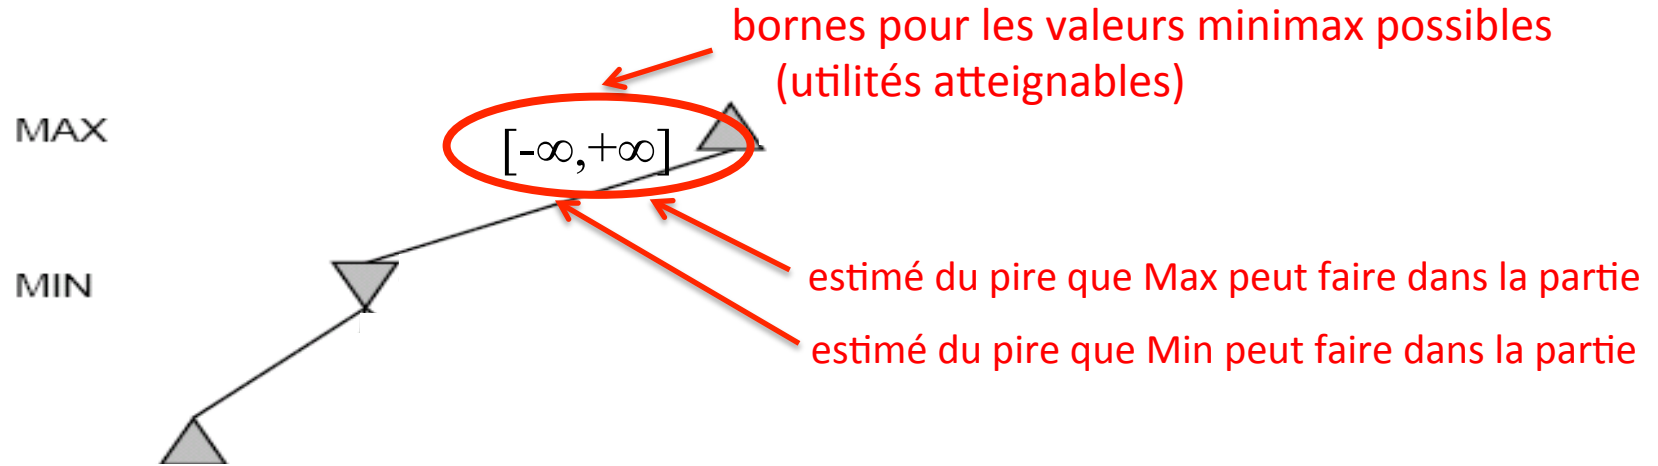 bornes pour les valeurs minimax possibles
(utilités atteignables)
MAX
[-∞,+∞]
MIN
estimé du pire que Max peut faire dans la partie
estimé du pire que Min peut faire dans la partie